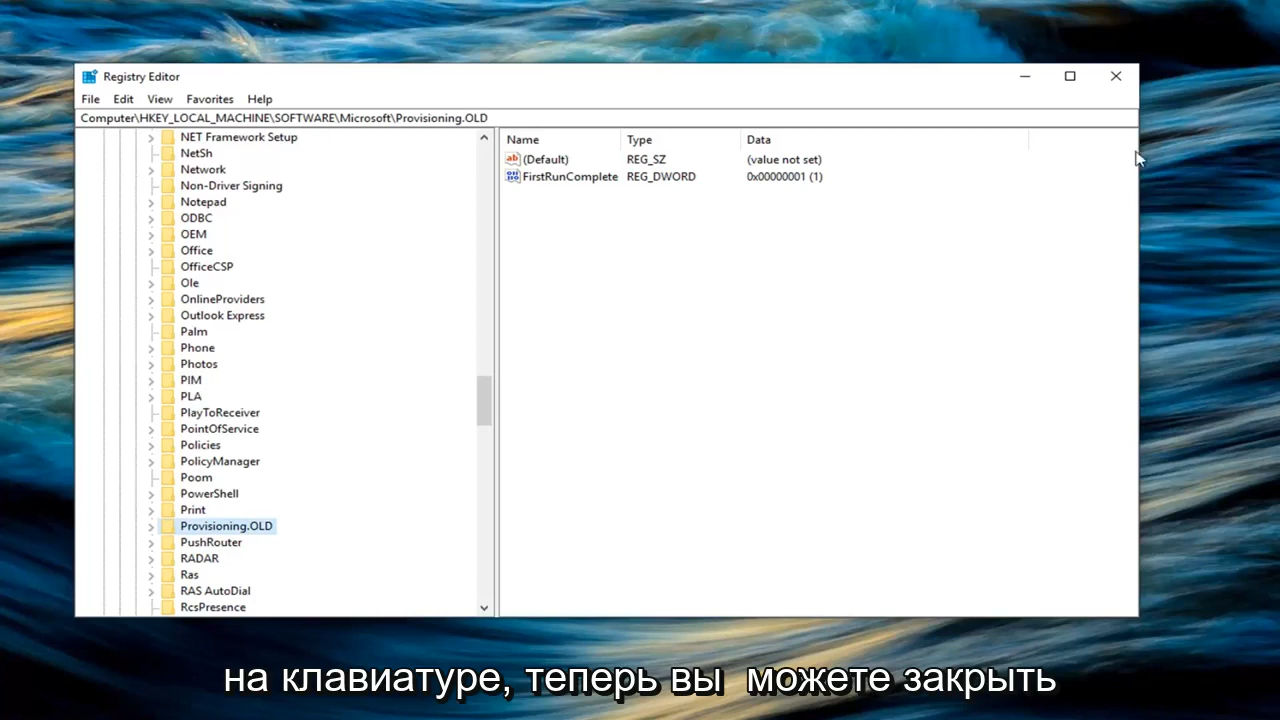 Registry Editor
File Edit View Favorites Help
Computer\HKEY_LOCAL_MACHINE\SOFTWARE\Microsoft\Provisioning.OLD
NET Framework Setup
NetSh
Network
Non-Driver Signing
Notepad
ODBC
OEM
Office
OfficeCSP
Ole
OnlineProviders
Outlook Express
Palm
Phone
Photos
PIM
PLA
PlayToReceiver
PointOfService
Policies
PolicyManager
Poom
PowerShell
Print
Provisioning.OLD
PushRouter
RADAR
Ras
RAS AutoDial
RcsPresence
Name Type Data
(Default) REG_SZ (value not set)
FirstRunComplete REG_DWORD 0x00000001 (1)
на клавиатуре, теперь вы можете закрыть